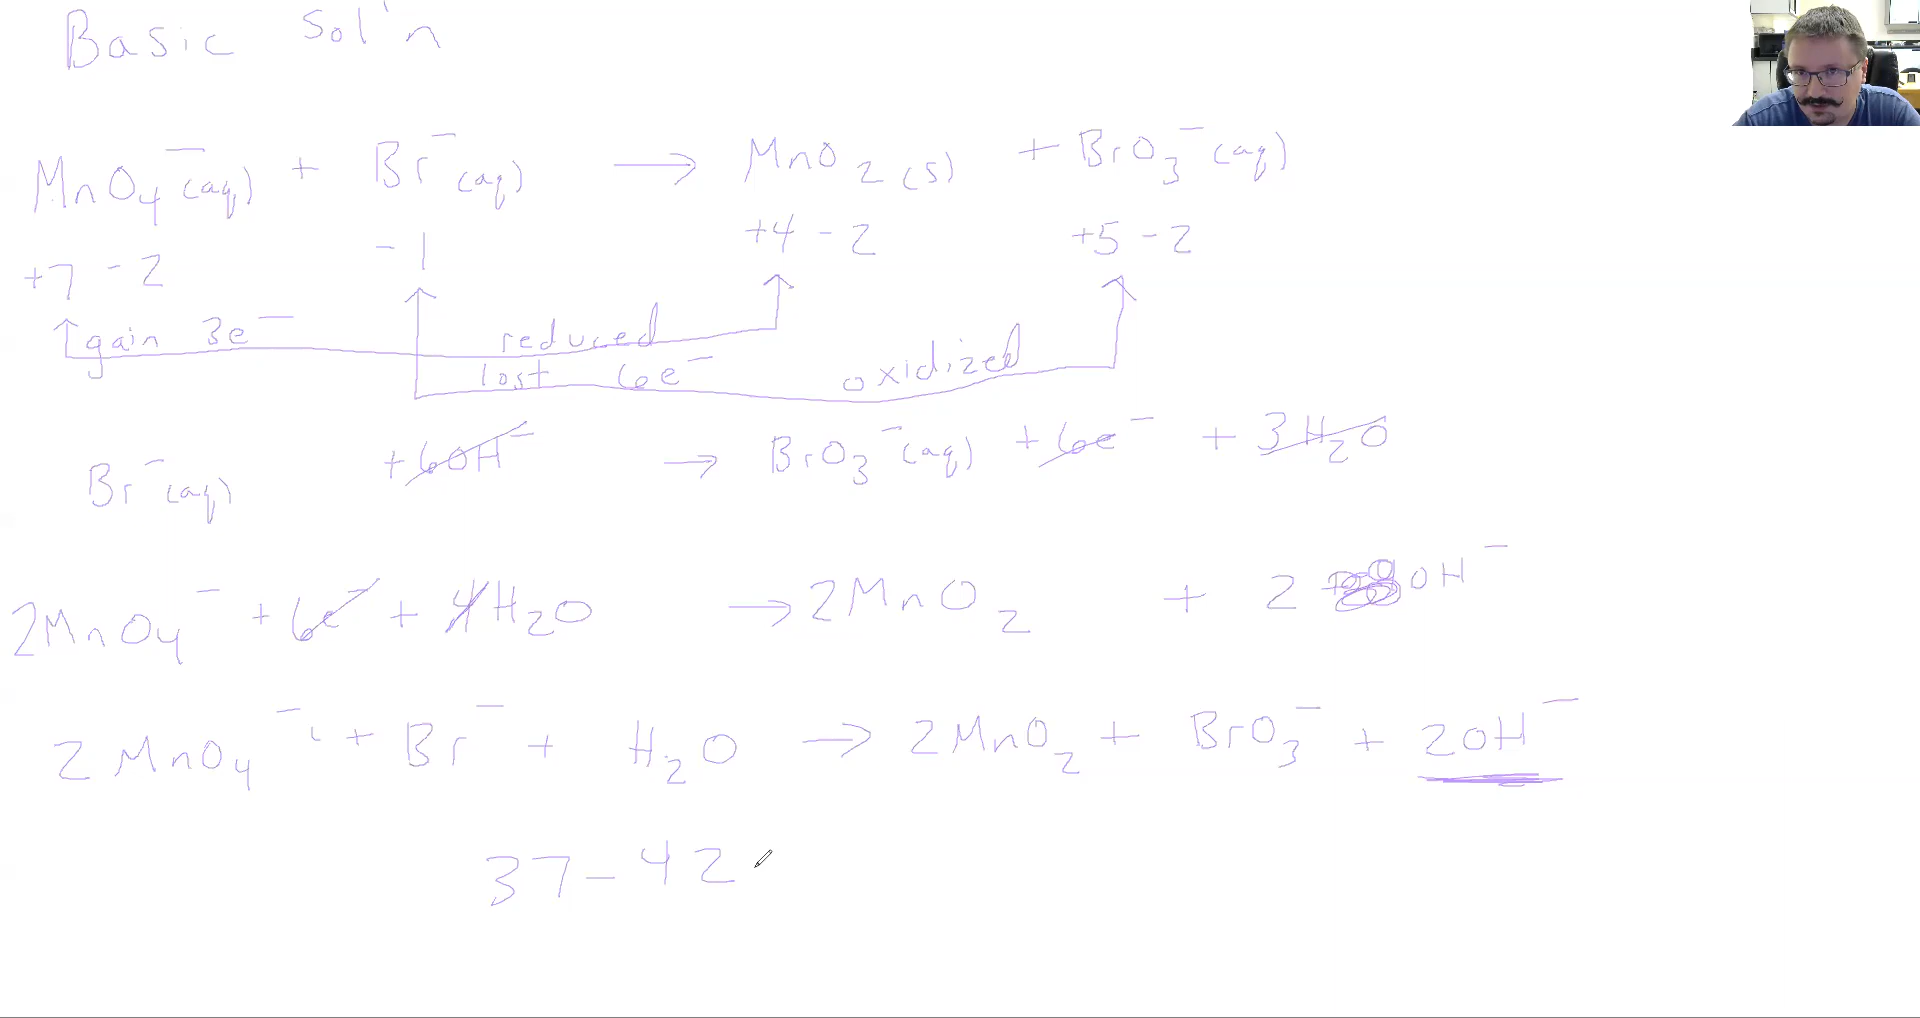 Basic Sol'n
MnO₄⁻(aq) + Br⁻(aq) → MnO₂(s) + BrO₃⁻(aq)
+7 -2 -1 +4 -2 +5 -2
gain 3e⁻ reduced
lost 6e⁻ oxidized
Br⁻(aq) + 6OH⁻ → BrO₃⁻(aq) + 6e⁻ + 3H₂O
2MnO₄⁻ + 6e⁻ + 4H₂O → 2MnO₂ + 2 OH⁻
2MnO₄⁻ + Br⁻ + H₂O → 2MnO₂ + BrO₃⁻ + 2OH⁻
37-42